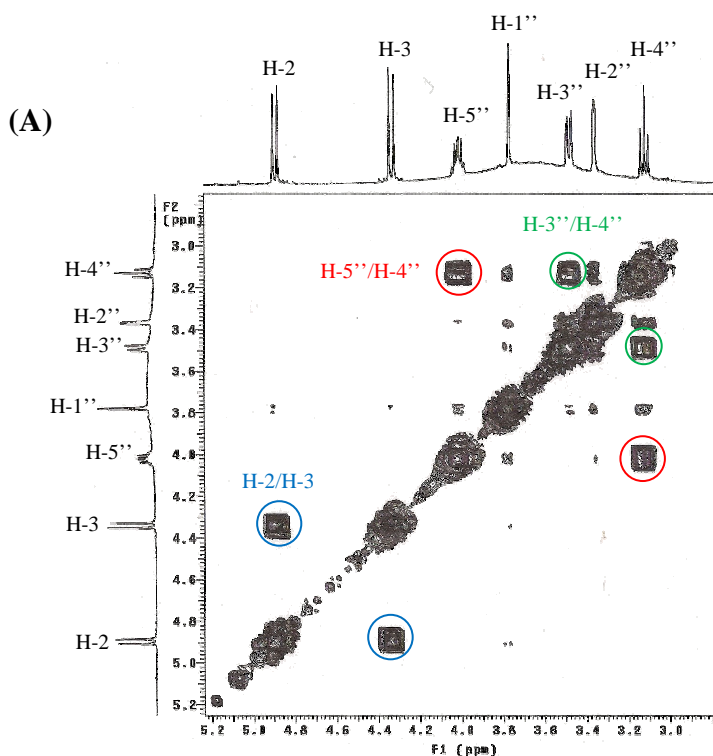 (A)
H-2
H-3
H-5’’
H-1’’
H-3’’
H-2’’
H-4’’
F2
(ppm)
H-4’’
H-2’’
H-3’’
H-1’’
H-5’’
H-3
H-2
3.0
3.2
3.4
3.6
3.8
4.0
4.2
4.4
4.6
4.8
5.0
5.2
H-5’’/H-4’’
H-3’’/H-4’’
H-2/H-3
5.2 5.0 4.8 4.6 4.4 4.2 4.0 3.8 3.6 3.4 3.2 3.0
F1 (ppm)